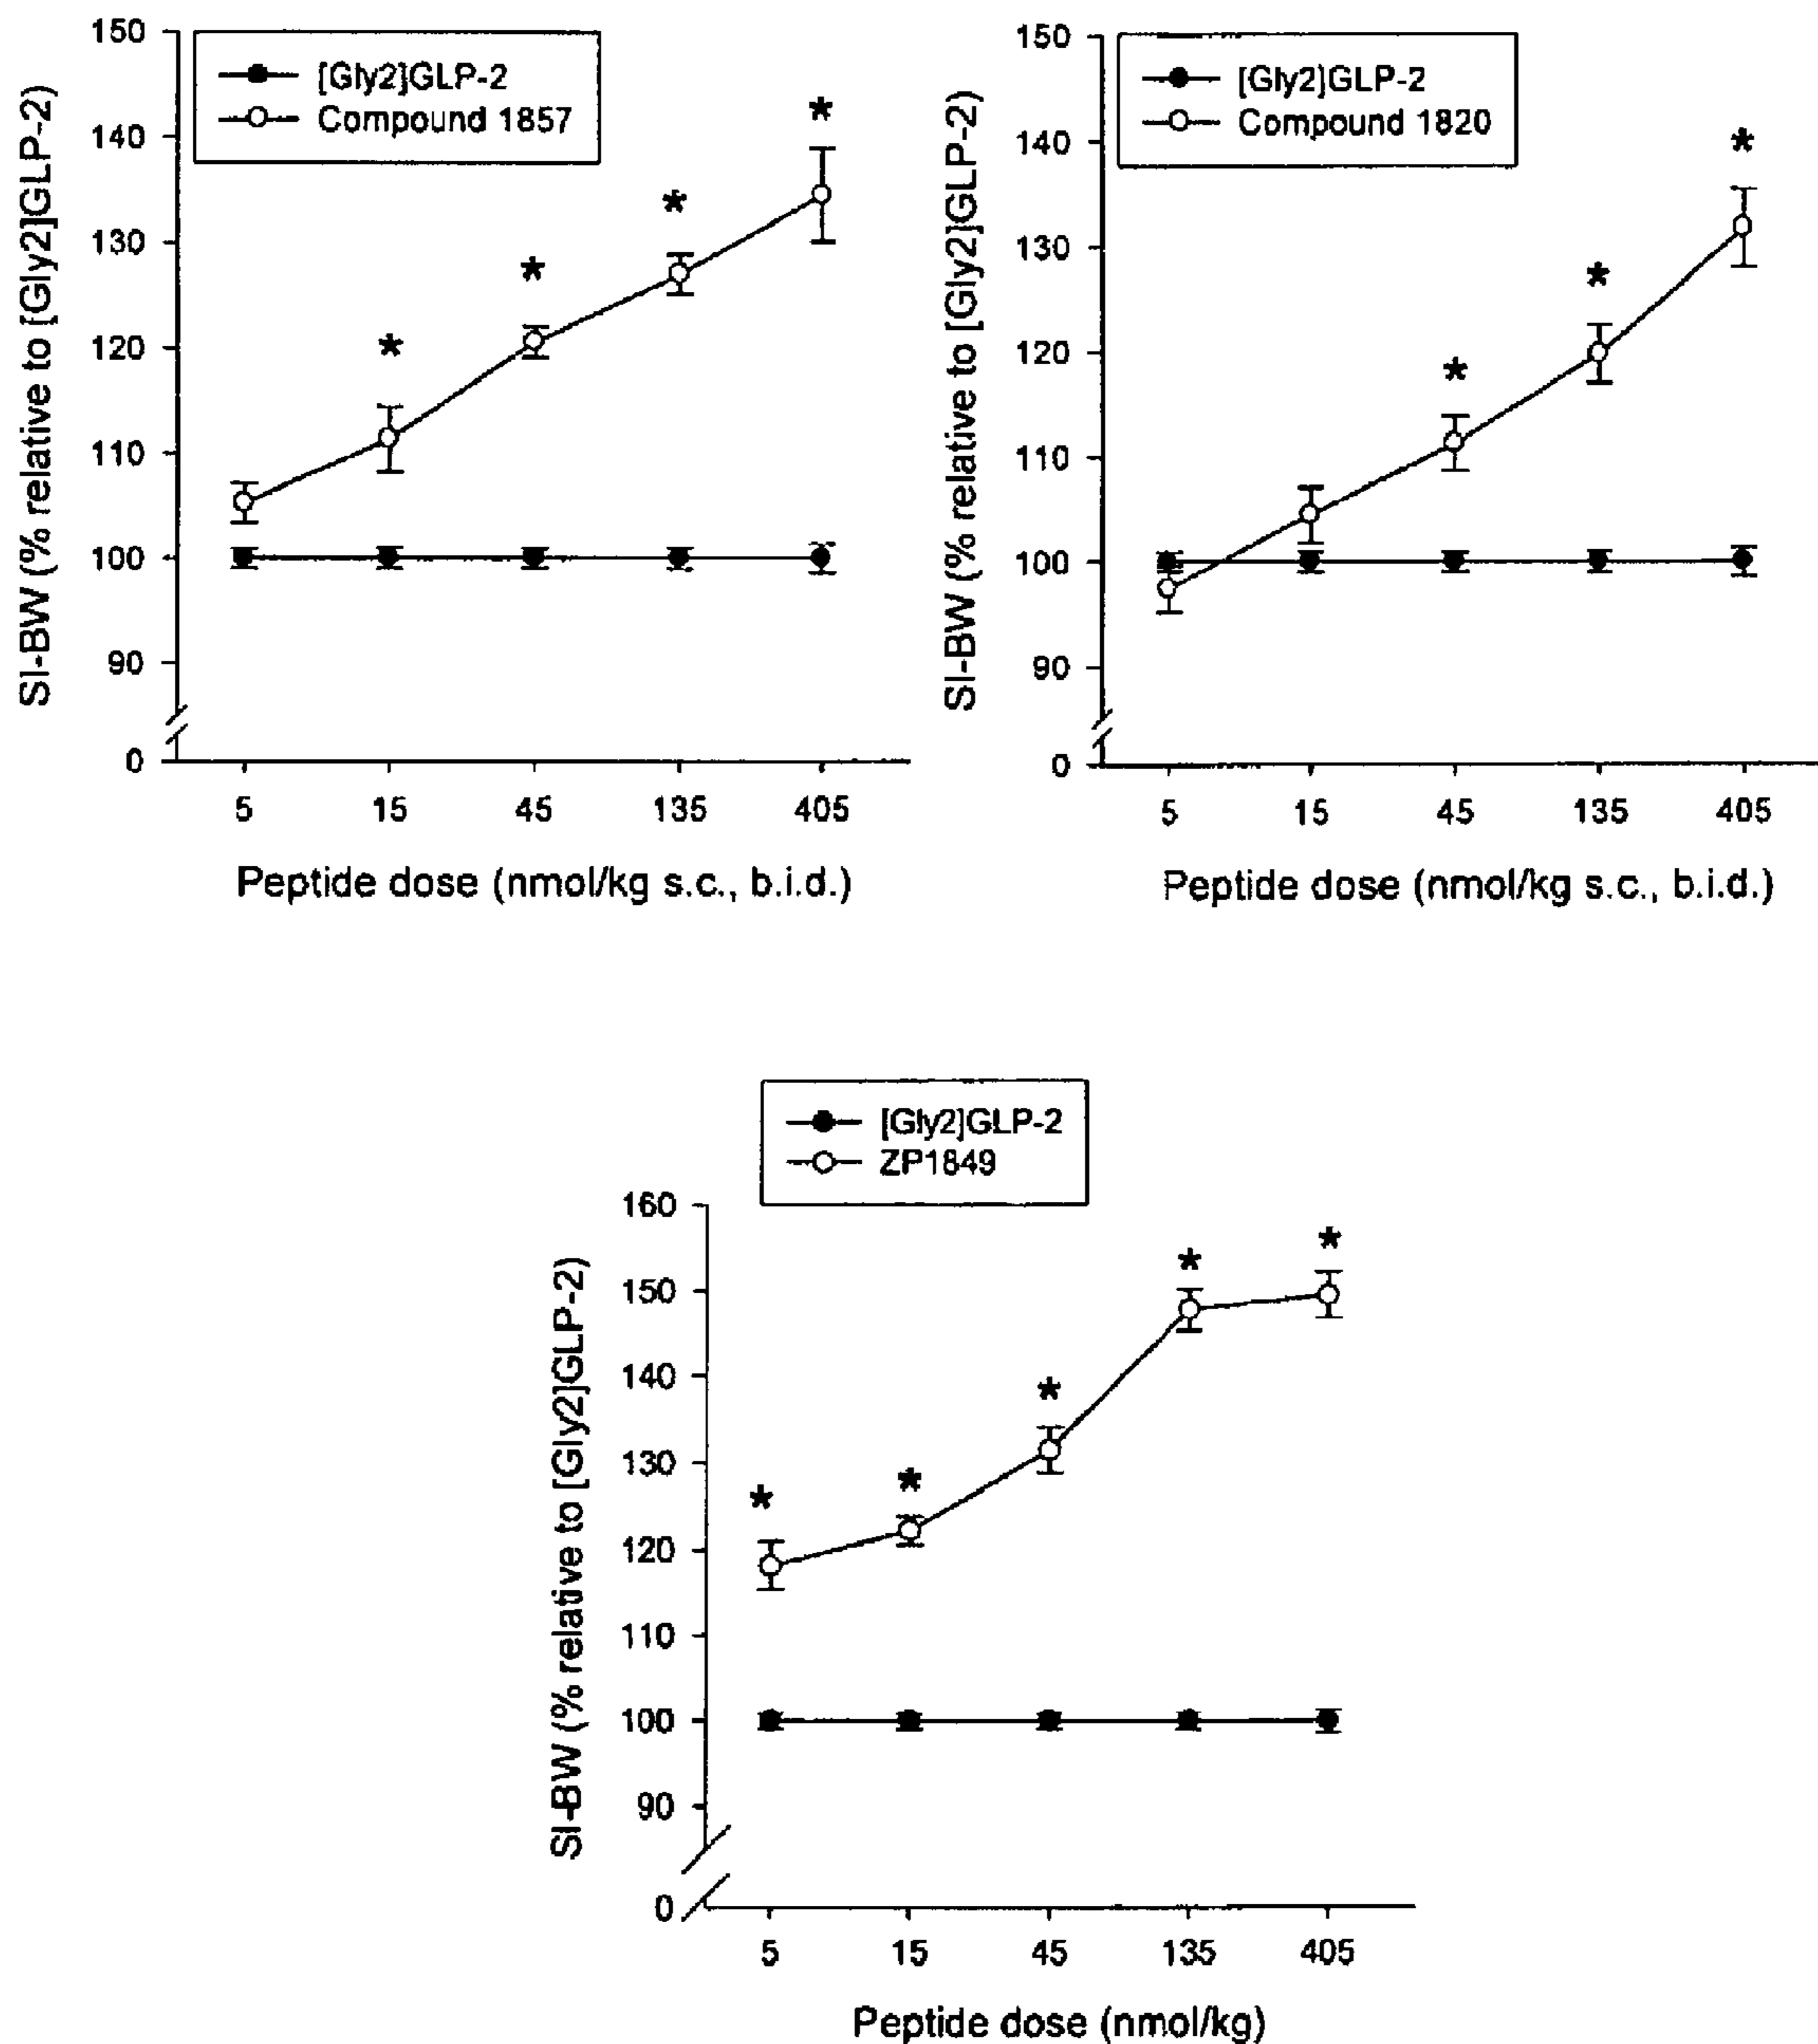 [Gly2]GLP-2
Compound 1857
SI-BW (% relative to [Gly2]GLP-2)
150
140
130
120
110
100
90
0
5 15 45 135 405
Peptide dose (nmol/kg s.c., b.i.d.)
*
*
*
*
[Gly2]GLP-2
Compound 1820
SI-BW (% relative to [Gly2]GLP-2)
150
140
130
120
110
100
90
0
5 15 45 135 405
Peptide dose (nmol/kg s.c., b.i.d.)
*
*
*
[Gly2]GLP-2
ZP1849
SI-BW (% relative to [Gly2]GLP-2)
160
150
140
130
120
110
100
90
0
5 15 45 135 405
Peptide dose (nmol/kg)
*
*
*
*
*